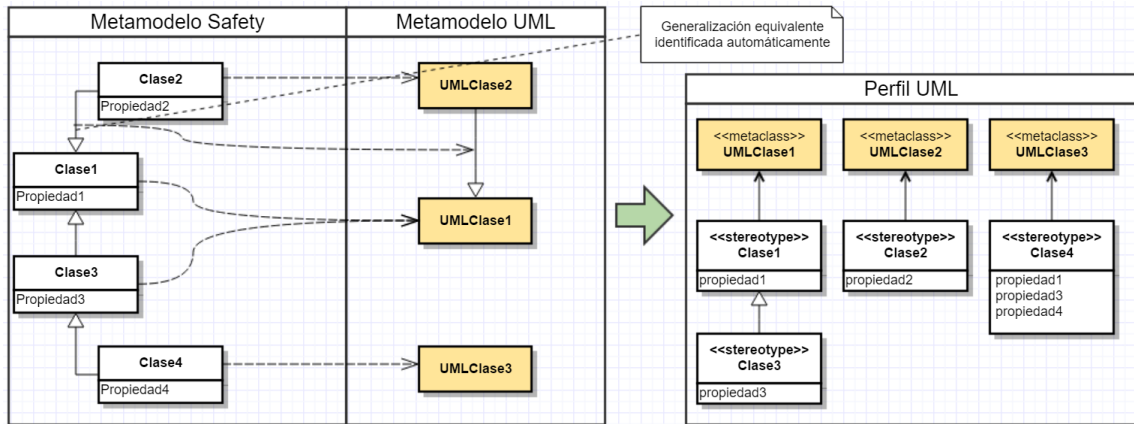 Metamodelo Safety
Metamodelo UML
Generalización equivalente
identificada automáticamente
Clase2
Propiedad2
UMLClase2
Clase1
Propiedad1
UMLClase1
Clase3
Propiedad3
Clase4
Propiedad4
UMLClase3
Perfil UML
<<metaclass>>
UMLClase1
<<metaclass>>
UMLClase2
<<metaclass>>
UMLClase3
<<stereotype>>
Clase1
propiedad1
<<stereotype>>
Clase2
propiedad2
<<stereotype>>
Clase4
propiedad1
propiedad3
propiedad4
<<stereotype>>
Clase3
propiedad3